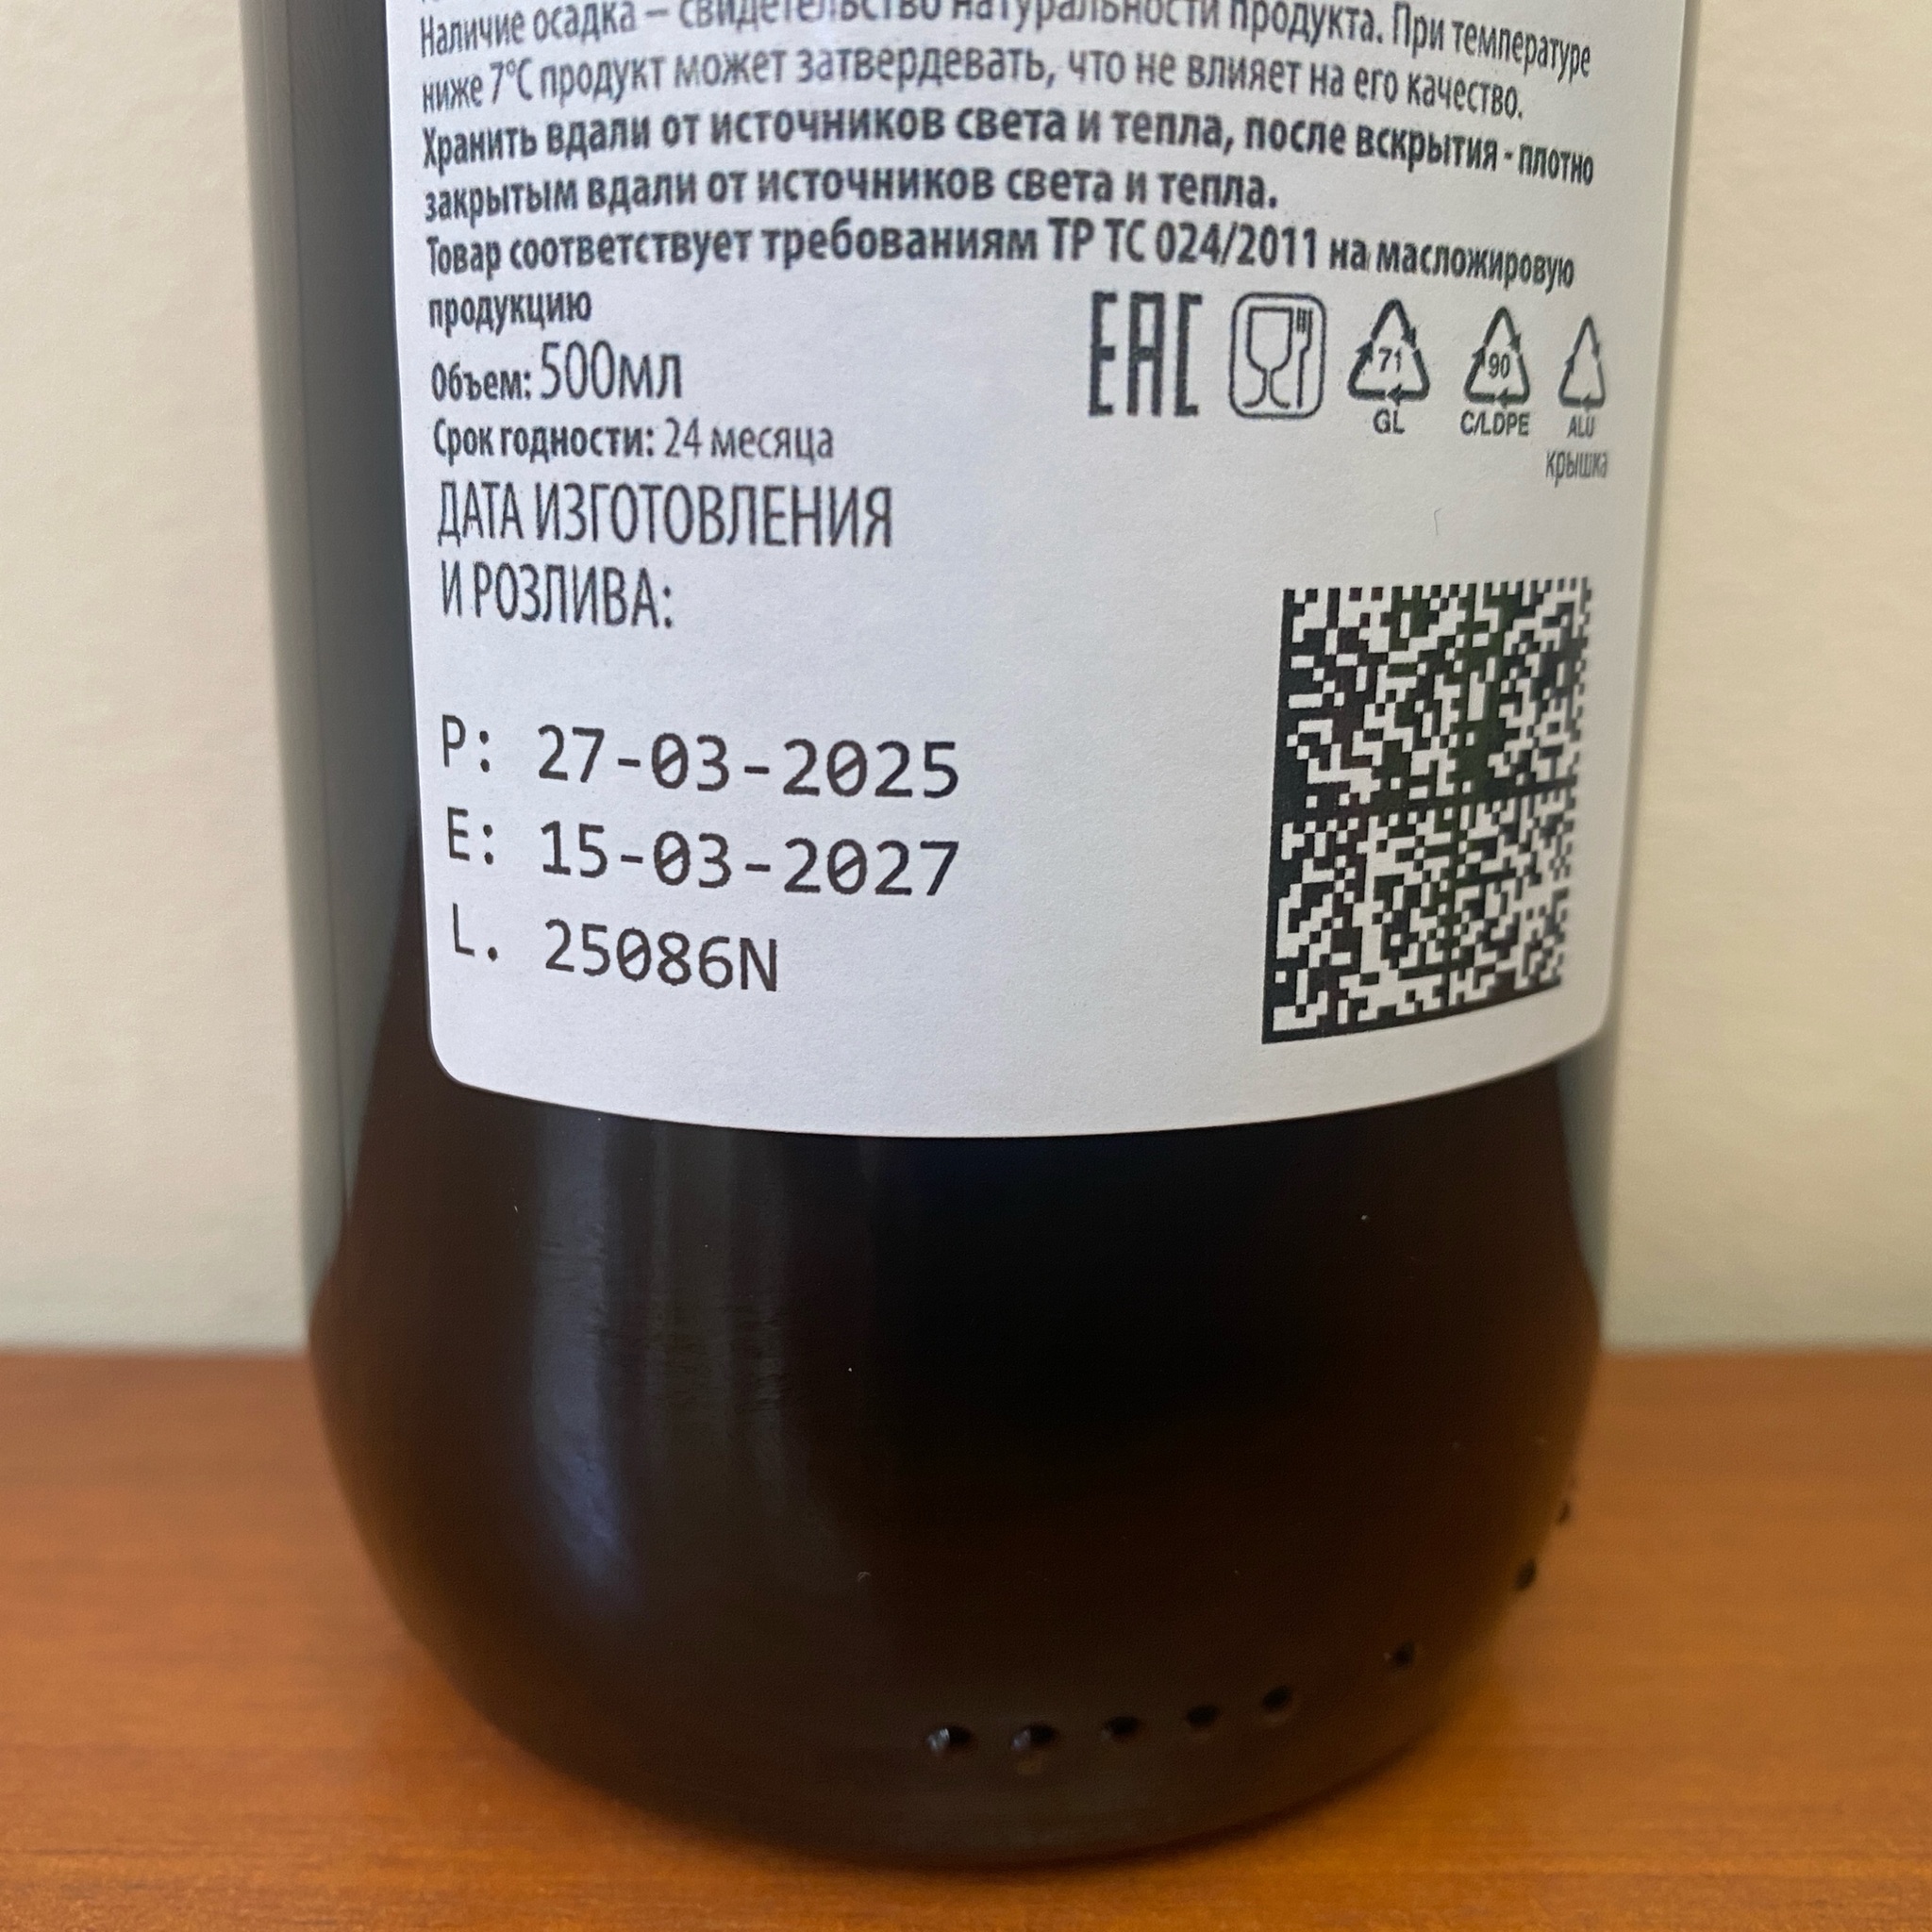 Наличие осадка – свидетельство натуральности продукта. При температуре
ниже 7°С продукт может затвердевать, что не влияет на его качество.
Хранить вдали от источников света и тепла, после вскрытия - плотно
закрытым вдали от источников света и тепла.
Товар соответствует требованиям ТР ТС 024/2011 на масложировую
продукцию
Объем: 500мл
Срок годности: 24 месяца
ДАТА ИЗГОТОВЛЕНИЯ
И РОЗЛИВА:
EAC
71
GL
90
C/LDPE
ALU
крышка
P: 27-03-2025
E: 15-03-2027
L. 25086N